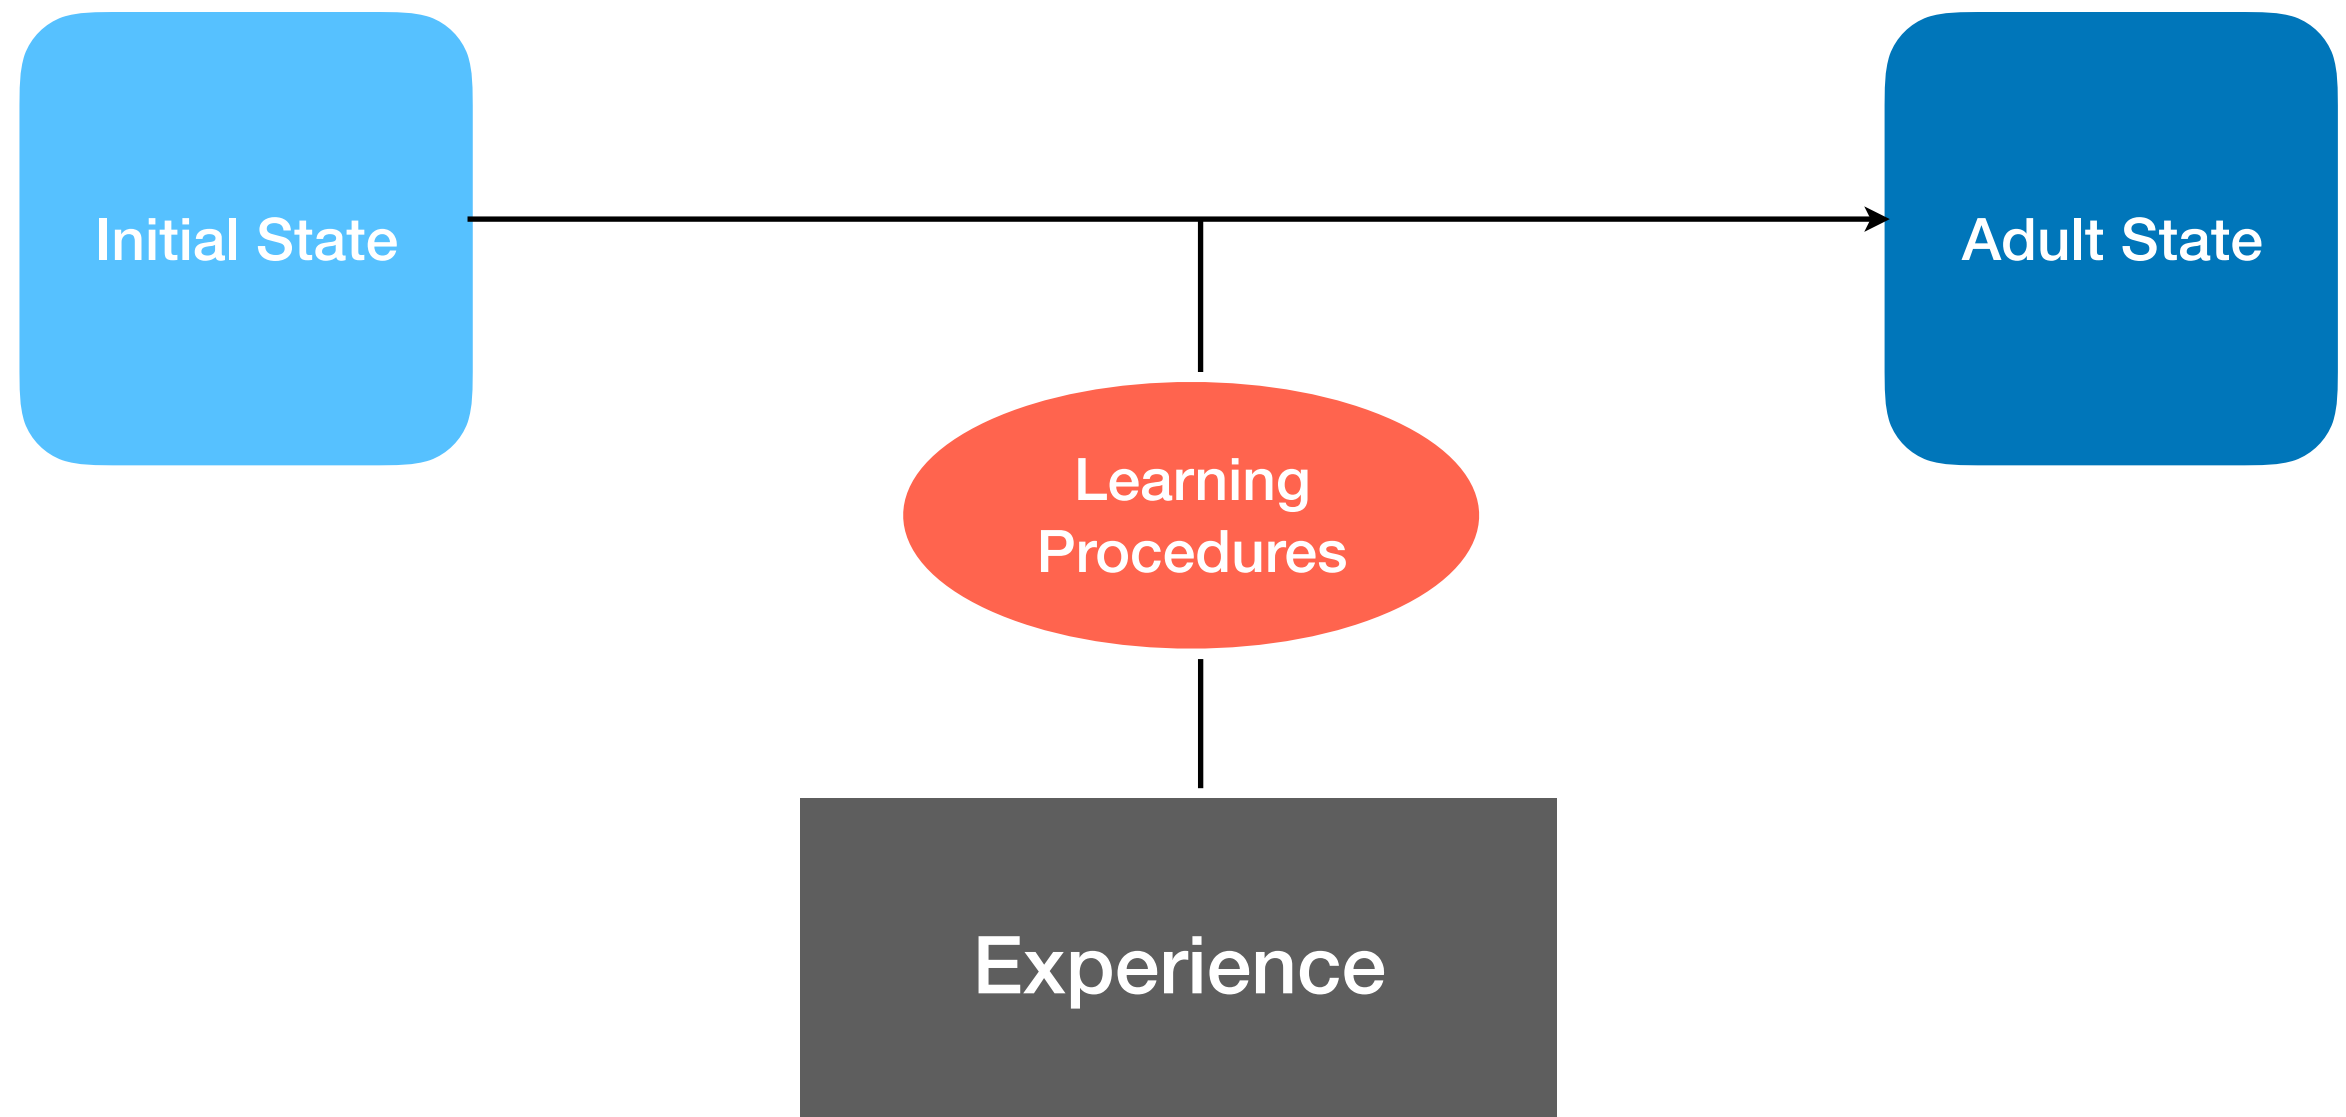 Initial State
Adult State
Learning
Procedures
Experience